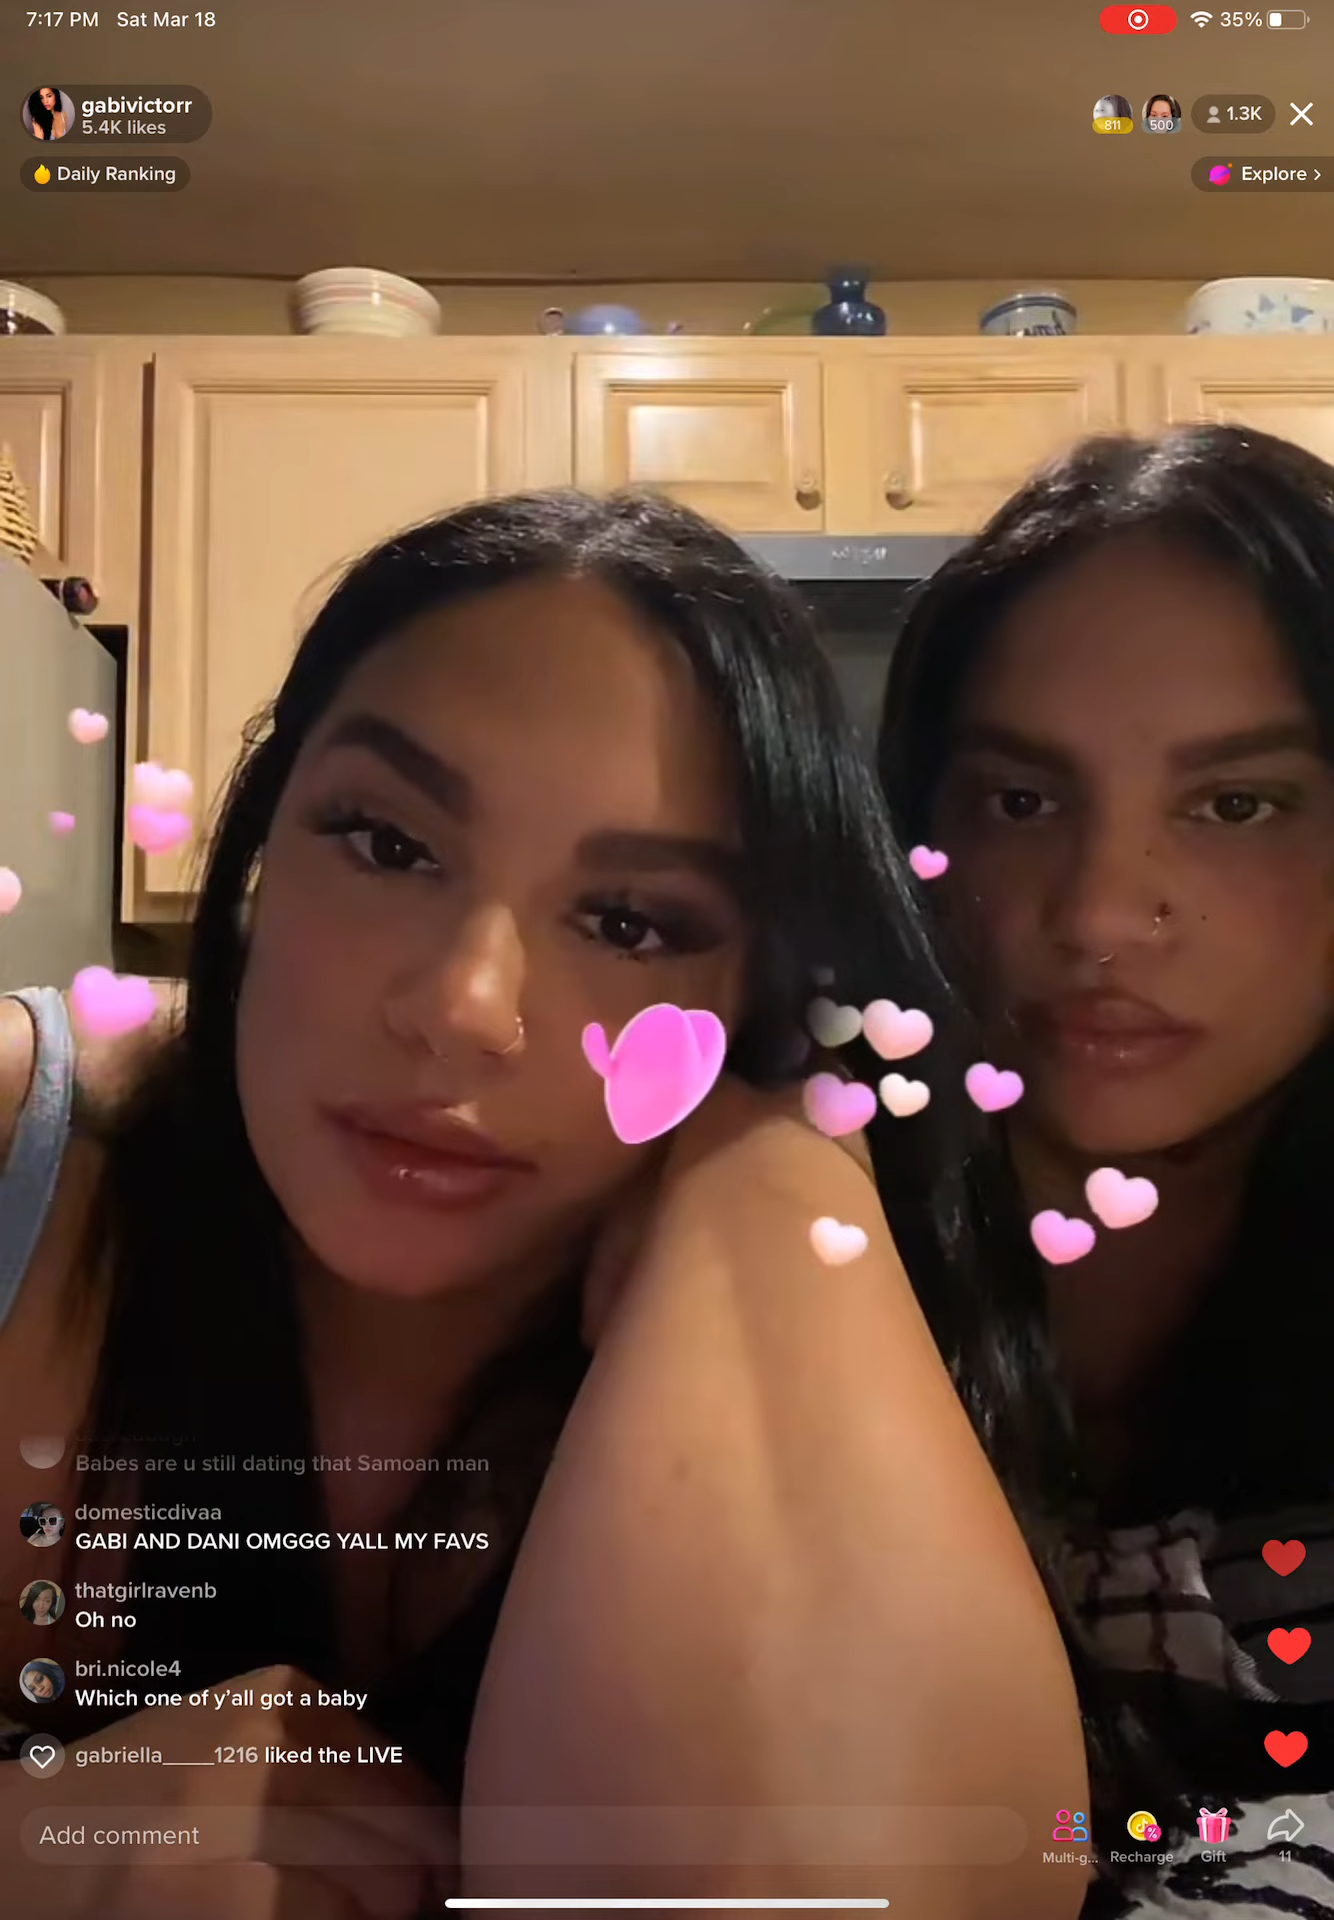 7:17 PM Sat Mar 18
35%
gabivictorr
5.4K likes
811
500
1.3K
Daily Ranking
Explore >
Babes are u still dating that Samoan man
domesticdivaa
GABI AND DANI OMGGG YALL MY FAVS
thatgirlravenb
Oh no
bri.nicole4
Which one of y'all got a baby
gabriella____1216 liked the LIVE
Add comment
Multi-g...
Recharge
Gift
11